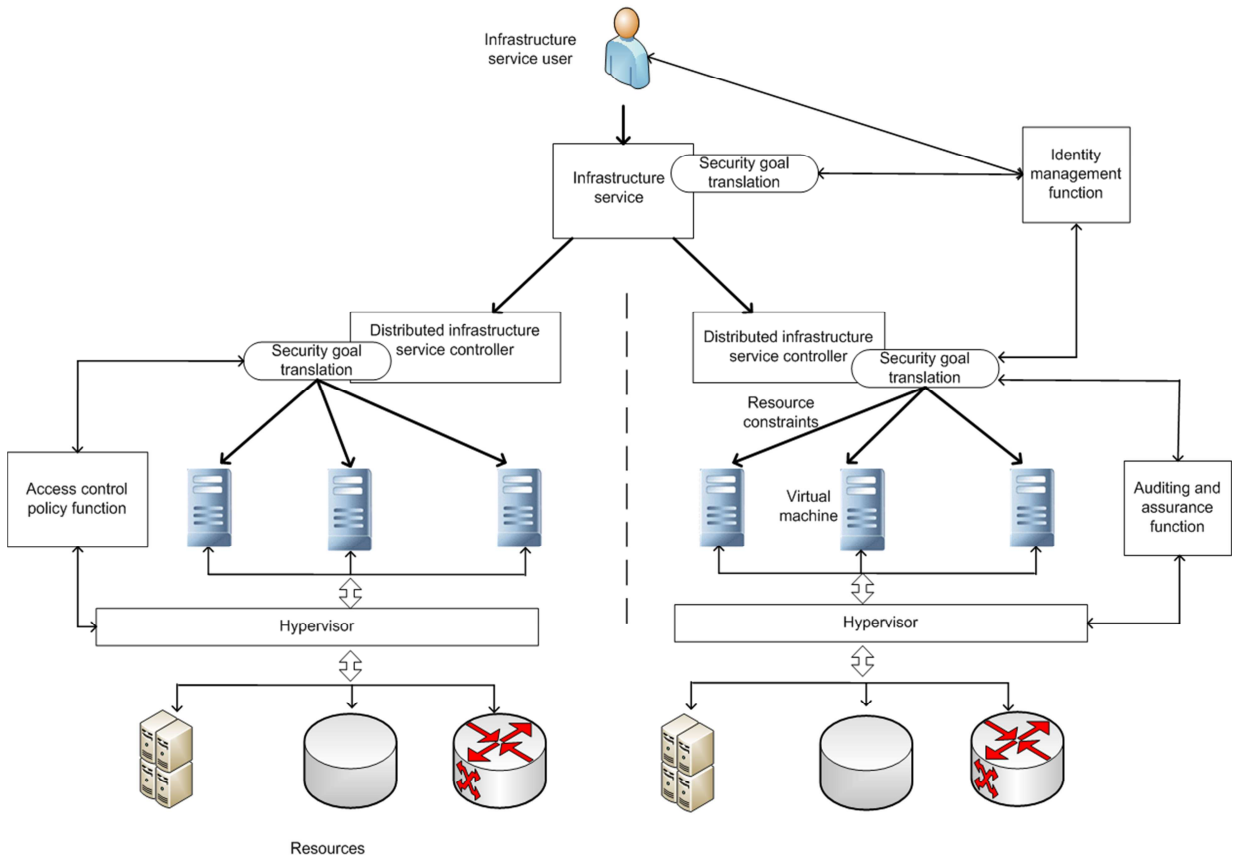 Infrastructure
service user
Identity
management
function
Security goal
translation
Infrastructure
service
Distributed infrastructure
service controller
Security goal
translation
Distributed infrastructure
service controller
Security goal
translation
Resource
constraints
Access control
policy function
Virtual
machine
Auditing and
assurance
function
Hypervisor
Hypervisor
Resources